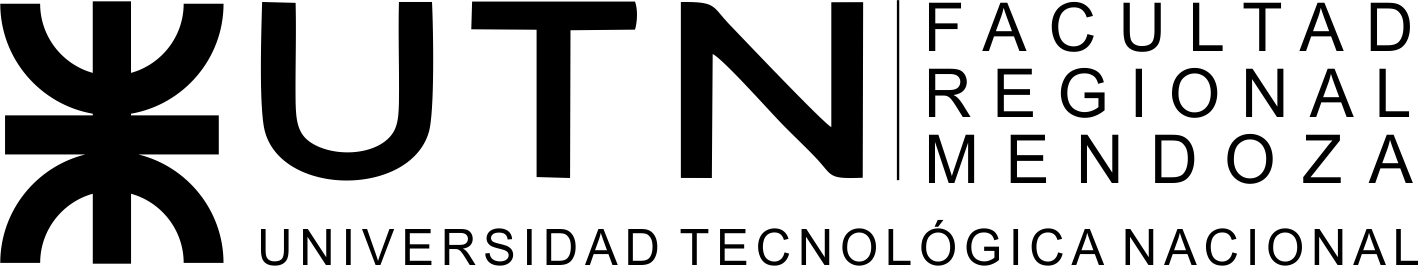 UTN
FACULTAD
REGIONAL
MENDOZA
UNIVERSIDAD TECNOLÓGICA NACIONAL